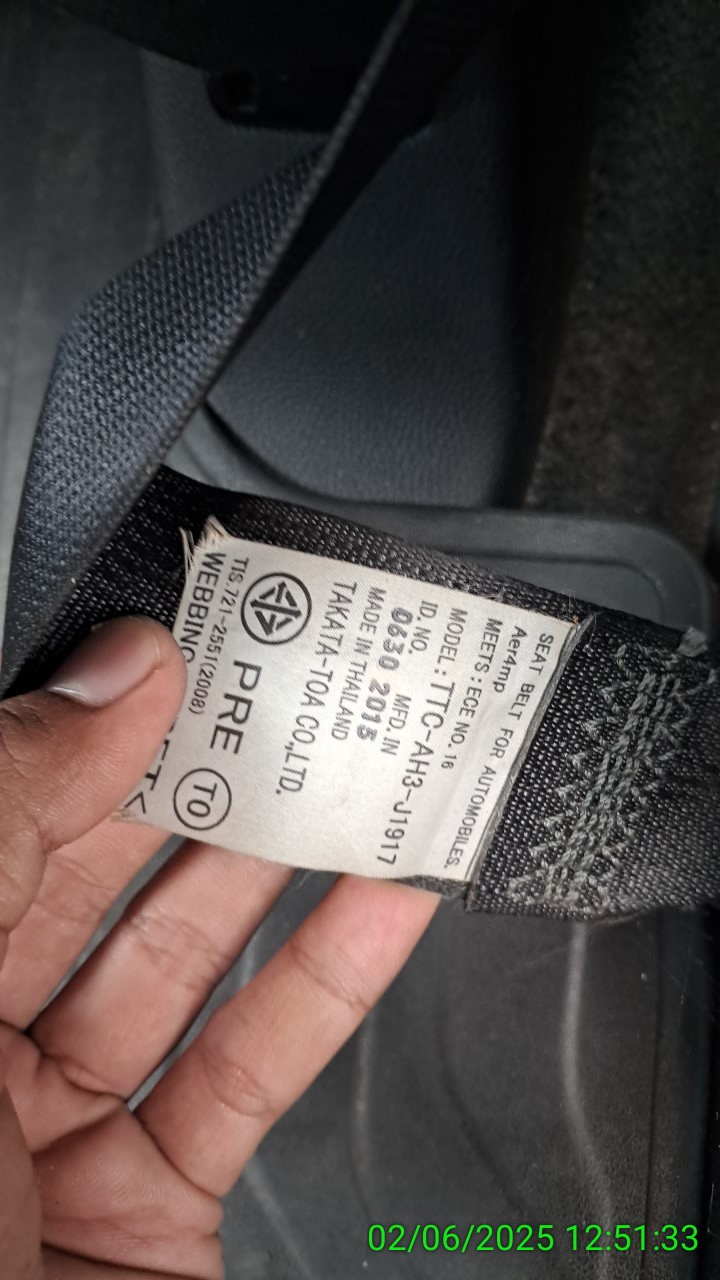 SEAT BELT FOR AUTOMOBILES.
Aer4mp
MEETS : ECE NO. 16
MODEL : TTC-AH3-J1917
ID.NO. MFD.IN
0630 2015
MADE IN THAILAND
TAKATA-TOA CO.,LTD.
PRE TO
TIS.721-2551(2008)
02/06/2025 12:51:33